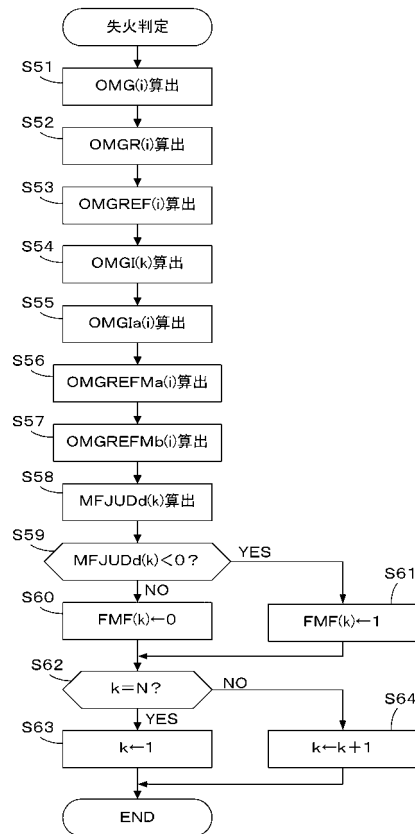 失火判定
S51
OMG(i)算出
S52
OMGR(i)算出
S53
OMGREF(i)算出
S54
OMGI(k)算出
S55
OMGIa(i)算出
S56
OMGREFMa(i)算出
S57
OMGREFMb(i)算出
S58
MFJUDd(k)算出
S59
MFJUDd(k)<0?
YES
NO
S60
FMF(k)←0
S61
FMF(k)←1
S62
k=N?
NO
YES
S63
k←1
S64
k←k+1
END